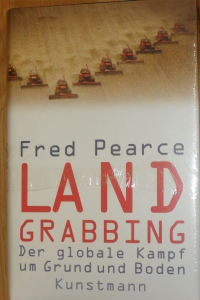 Fred Pearce
LAND
GRABBING
Der globale Kampf
um Grund und Boden
Kunstmann